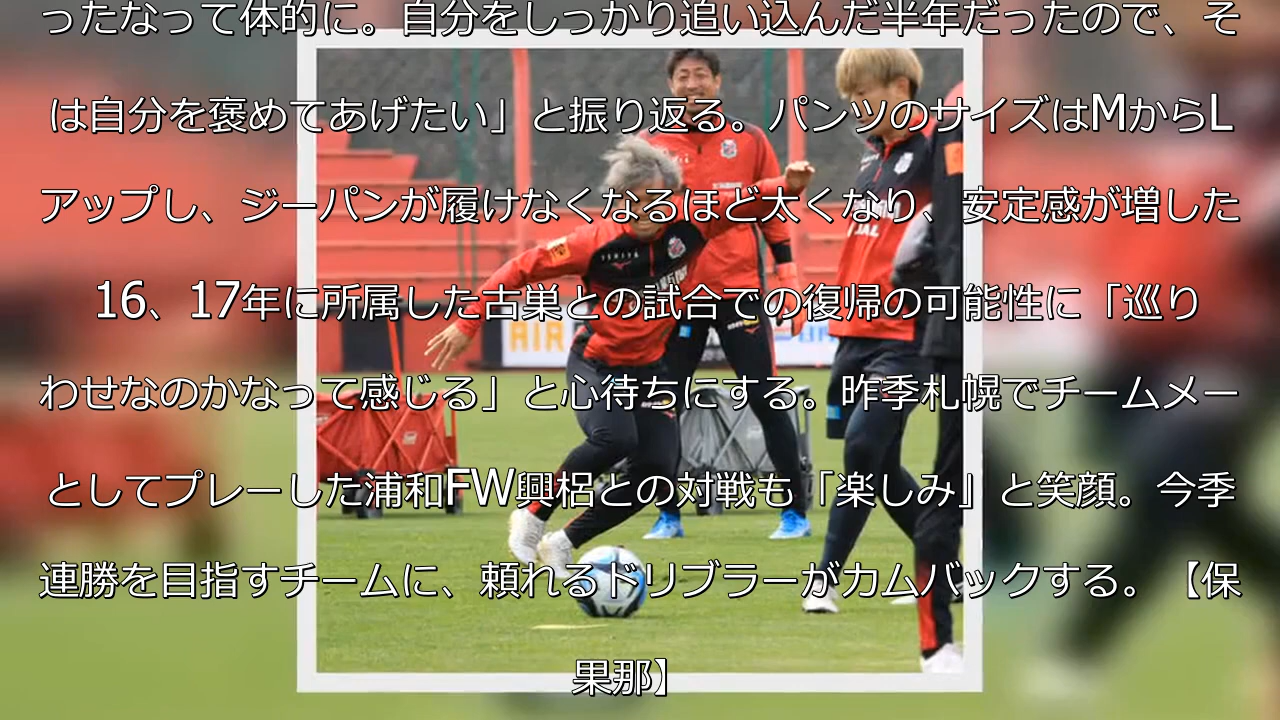 ったなって体的に。自分をしっかり追い込んだ半年だったので、そ
は自分を褒めてあげたい」と振り返る。パンツのサイズはMからL
アップし、ジーパンが履けなくなるほど太くなり、安定感が増した
16、17年に所属した古巣との試合での復帰の可能性に「巡り
わせなのかなって感じる」と心待ちにする。昨季札幌でチームメー
としてプレーした浦和FW興梠との対戦も「楽しみ」と笑顔。今季
連勝を目指すチームに、頼れるドリブラーがカムバックする。【保
果那】
AIR